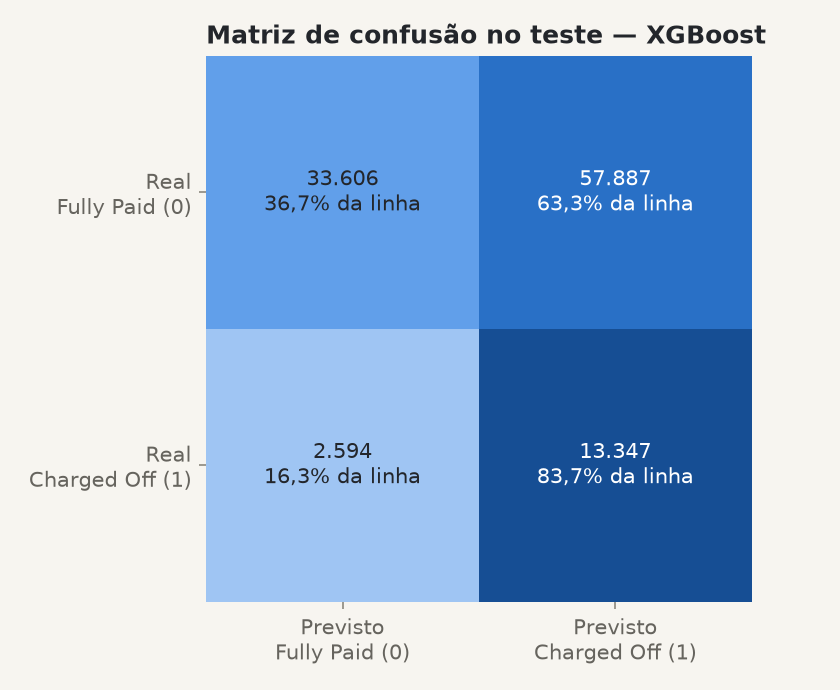 Matriz de confusão no teste — XGBoost
Real
Fully Paid (0)
33.606
36,7% da linha
57.887
63,3% da linha
Real
Charged Off (1)
2.594
16,3% da linha
13.347
83,7% da linha
Previsto
Fully Paid (0)
Previsto
Charged Off (1)